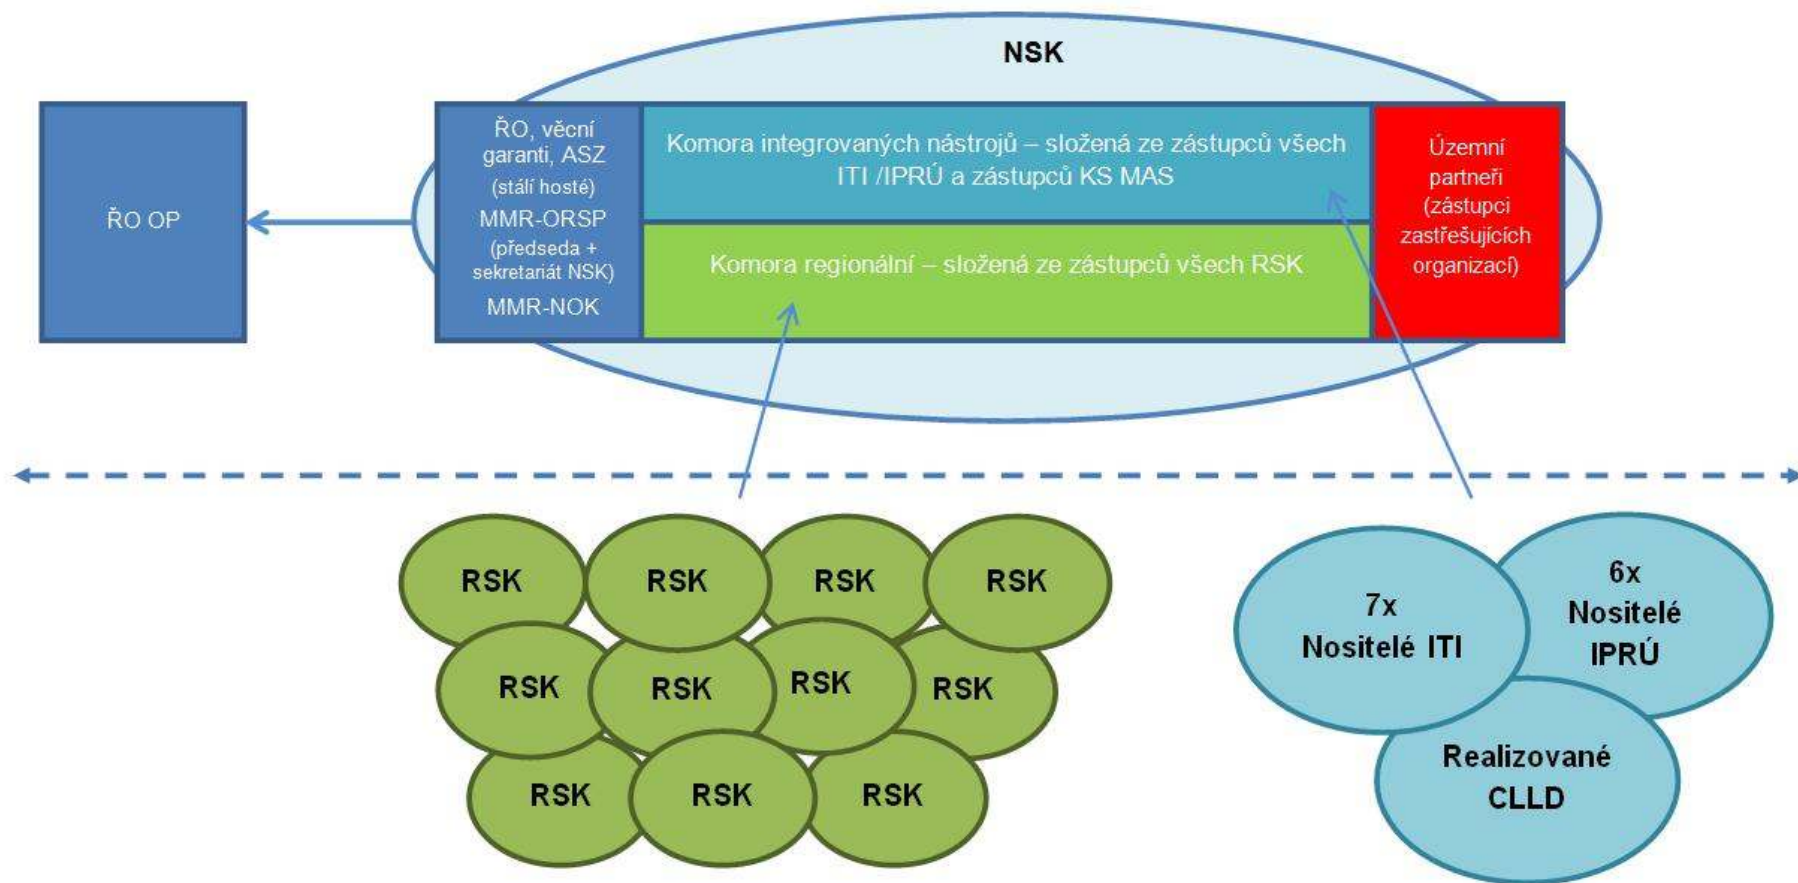 NSK
ŘO OP
ŘO, věcní
garanti, ASZ
(stálí hosté)
MMR-ORSP
(předseda +
sekretariát NSK)
MMR-NOK
Komora integrovaných nástrojů – složená ze zástupců všech
ITI /IPRÚ a zástupců KS MAS
Komora regionální – složená ze zástupců všech RSK
Územní
partneři
(zástupci
zastřešujících
organizací)
RSK
RSK
RSK
RSK
RSK
RSK
RSK
RSK
RSK
RSK
RSK
7x
Nositelé ITI
6x
Nositelé
IPRÚ
Realizované
CLLD